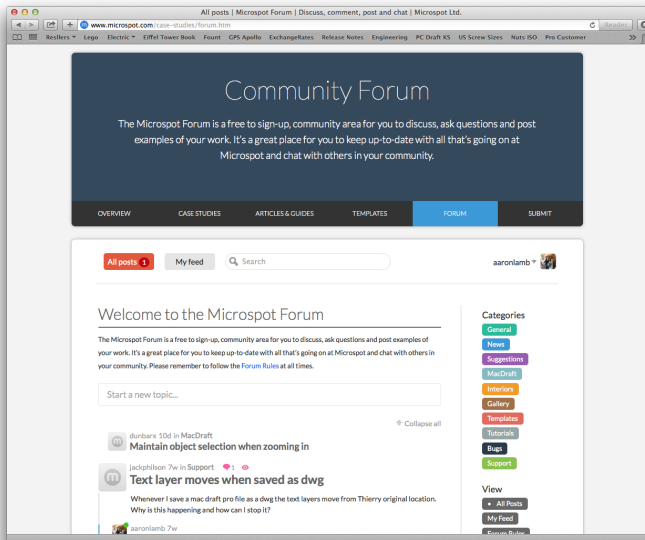 All posts | Microspot Forum | Discuss, comment, post and chat | Microspot Ltd.
www.microspot.com/case-studies/forum.htm
Reader
Resllers Lego Electric Eiffel Tower Book Fount GPS Apollo ExchangeRates Release Notes Engineering PC Draft KS US Screw Sizes Nuts ISO Pro Customer
Community Forum
The Microspot Forum is a free to sign-up, community area for you to discuss, ask questions and post
examples of your work. It's a great place for you to keep up-to-date with all that's going on at
Microspot and chat with others in your community.
OVERVIEW CASE STUDIES ARTICLES & GUIDES TEMPLATES FORUM SUBMIT
All posts 1 My feed Search aaronlamb
Welcome to the Microspot Forum
The Microspot Forum is a free to sign-up, community area for you to discuss, ask questions and post examples of
your work. It's a great place for you to keep up-to-date with all that's going on at Microspot and chat with others in
your community. Please remember to follow the Forum Rules at all times.
Start a new topic...
Collapse all
dunbarx 10d in MacDraft
Maintain object selection when zooming in
jackphilson 7w in Support 1
Text layer moves when saved as dwg
Whenever I save a mac draft pro file as a dwg the text layers move from Thierry original location.
Why is this happening and how can I stop it?
aaronlamb 7w
Categories
General
News
Suggestions
MacDraft
Interiors
Gallery
Templates
Tutorials
Bugs
Support
View
• All Posts
My Feed
Forum Rules